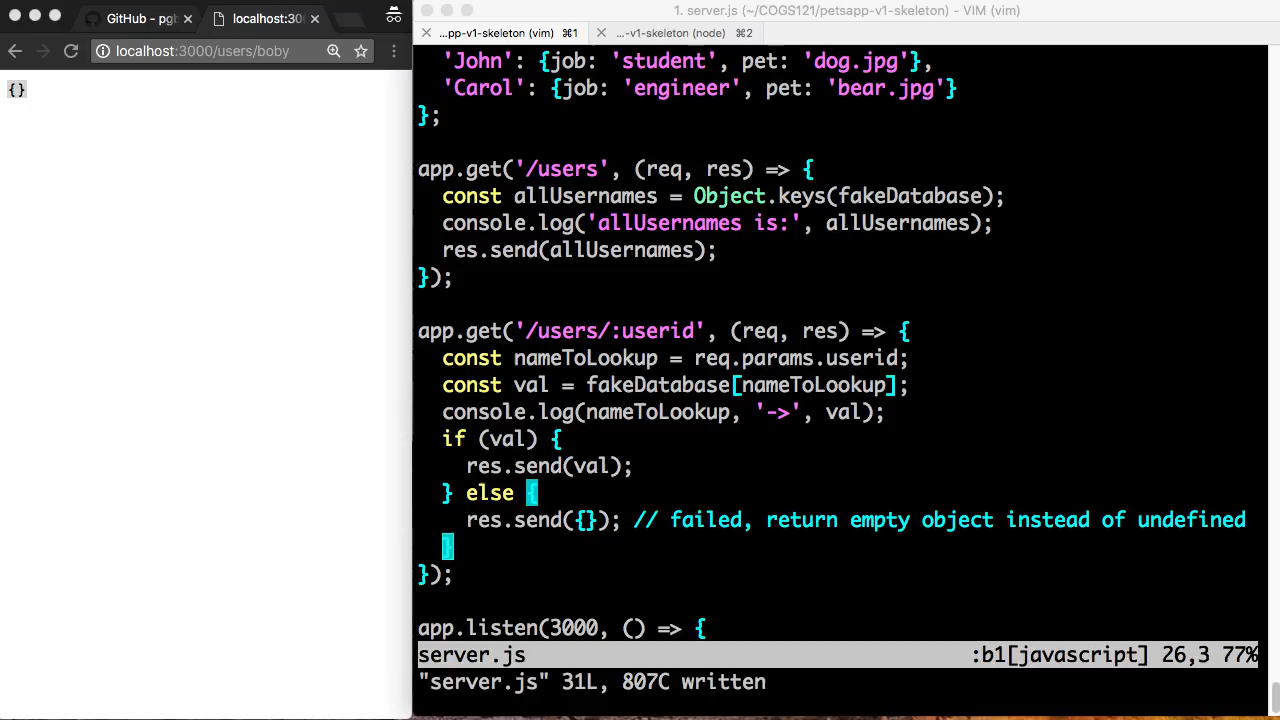 GitHub - pgb
localhost:300
localhost:3000/users/boby
{}
1. server.js (~/COGS121/petsapp-v1-skeleton) - VIM (vim)
...pp-v1-skeleton (vim) ⌘1
...-v1-skeleton (node) ⌘2
'John': {job: 'student', pet: 'dog.jpg'},
'Carol': {job: 'engineer', pet: 'bear.jpg'}
};
app.get('/users', (req, res) => {
const allUsernames = Object.keys(fakeDatabase);
console.log('allUsernames is:', allUsernames);
res.send(allUsernames);
});
app.get('/users/:userid', (req, res) => {
const nameToLookup = req.params.userid;
const val = fakeDatabase[nameToLookup];
console.log(nameToLookup, '->', val);
if (val) {
res.send(val);
} else {
res.send({}); // failed, return empty object instead of undefined
}
});
app.listen(3000, () => {
server.js :b1[javascript] 26,3 77%
"server.js" 31L, 807C written